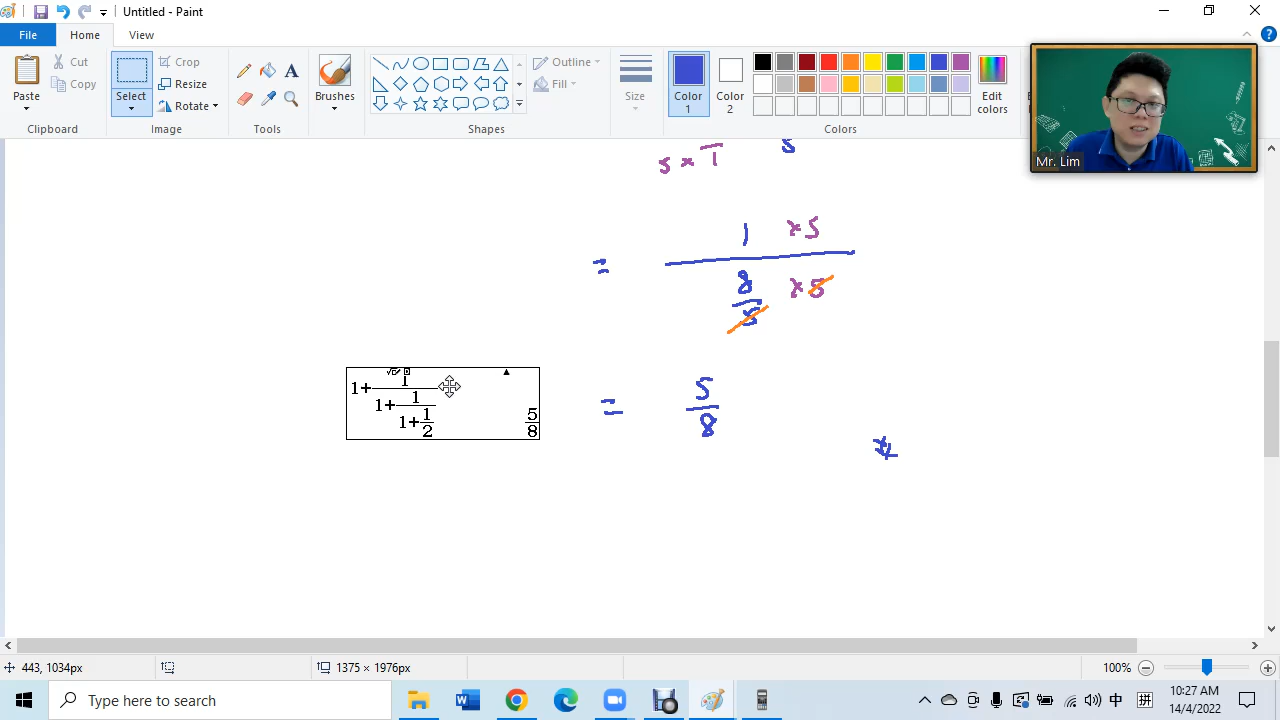 Untitled - Paint
File Home View
Paste
Cut
Copy
Clipboard
Select
Crop
Resize
Rotate
Image
A
Tools
Brushes
Outline
Fill
Shapes
Size
Color 1
Color 2
Edit colors
Colors
Mr. Lim
5 × 1
= 1 × 5
8/5 × 5
1+1/1+1/1+1/2 5/8
= 5/8
443, 1034px
1375 × 1976px
100%
Type here to search
中
拼
10:27 AM
14/4/2022